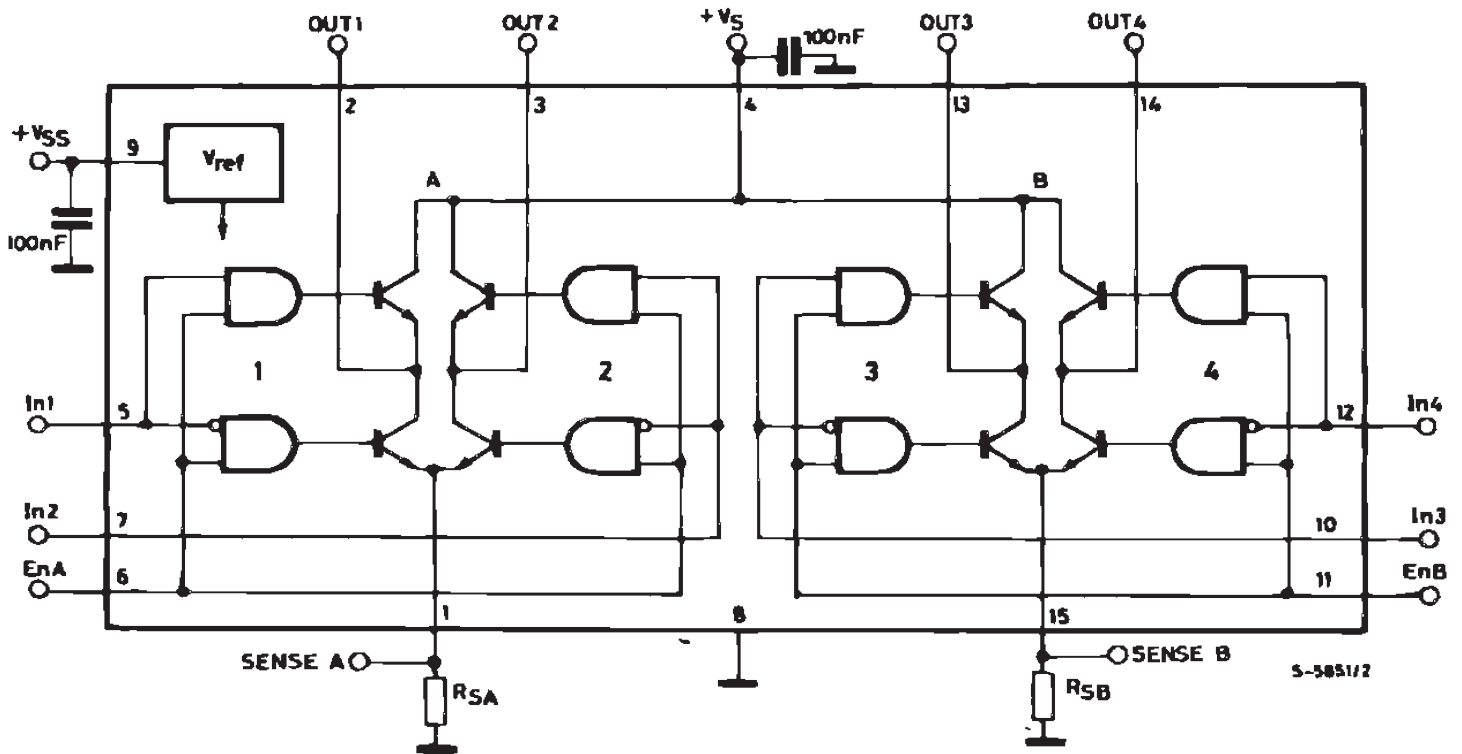 OUT1 OUT2 +VS 100nF OUT3 OUT4
2 3 4 13 14
+VSS 9 Vref
A B
100nF
1 2 3 4
In1 5 12 In4
In2 7 10 In3
EnA 6 11 EnB
1 8 15
SENSE A SENSE B
S-5851/2
RSA RSB